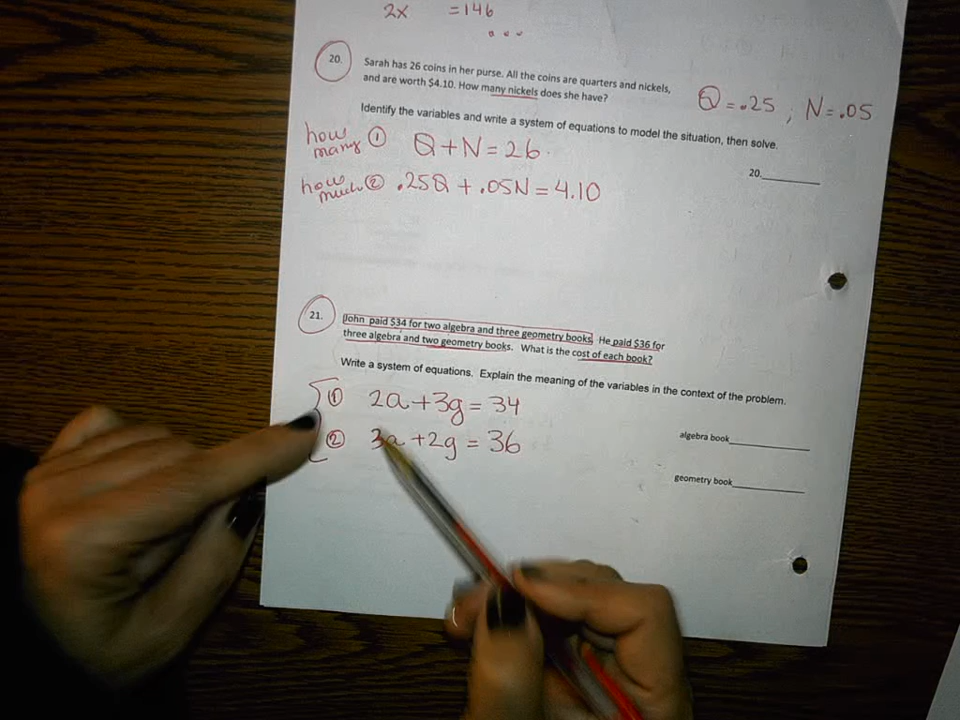 2x = 146
20. Sarah has 26 coins in her purse. All the coins are quarters and nickels,
and are worth $4.10. How many nickels does she have?
Q = .25 ; N = .05
Identify the variables and write a system of equations to model the situation, then solve.
how many ① Q + N = 26
20.________
how much ② .25Q + .05N = 4.10
21. John paid $34 for two algebra and three geometry books. He paid $36 for
three algebra and two geometry books. What is the cost of each book?
Write a system of equations. Explain the meaning of the variables in the context of the problem.
① 2a + 3g = 34
② 3a + 2g = 36
algebra book___________
geometry book__________